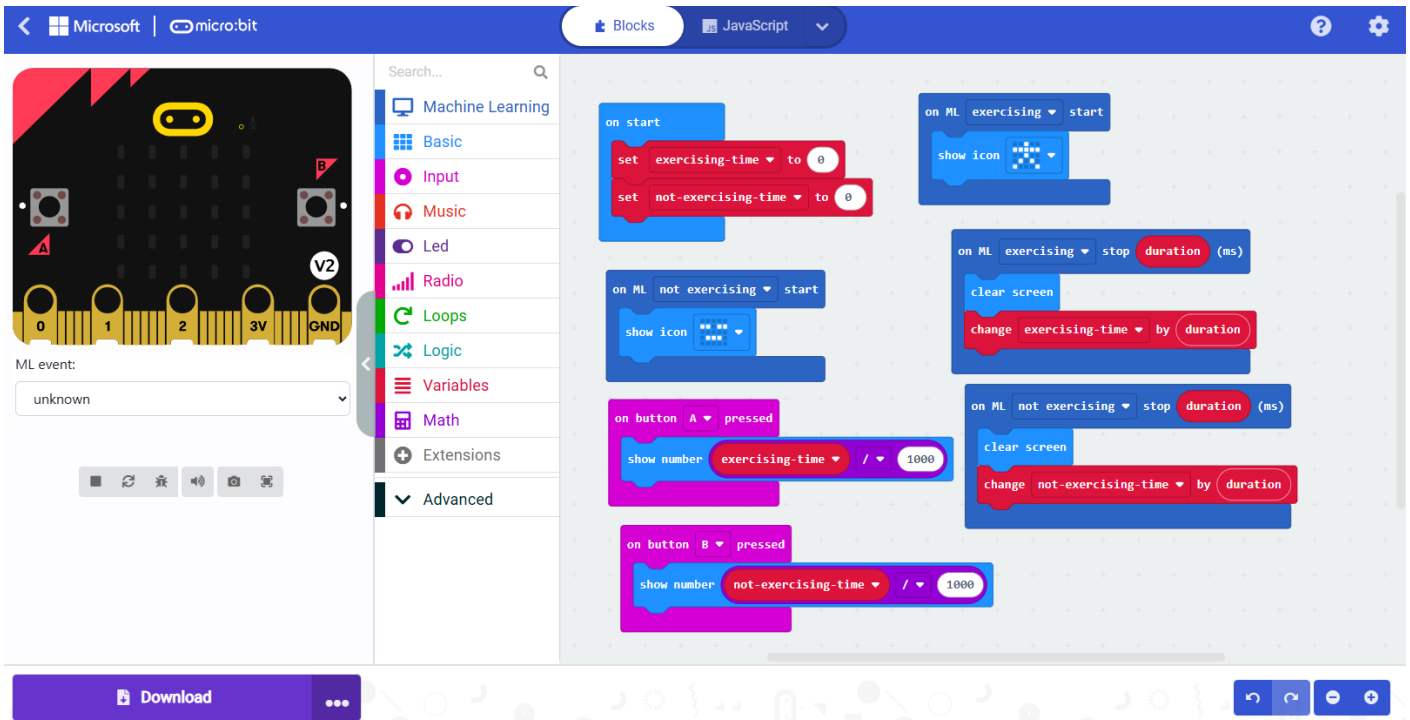 Microsoft | micro:bit
Blocks
JavaScript
B
A
V2
0 1 2 3V GND
ML event:
unknown
Download
Search...
Machine Learning
Basic
Input
Music
Led
Radio
Loops
Logic
Variables
Math
Extensions
Advanced
on start
set exercising-time to 0
set not-exercising-time to 0
on ML not exercising start
show icon
on button A pressed
show number exercising-time / 1000
on button B pressed
show number not-exercising-time / 1000
on ML exercising start
show icon
on ML exercising stop duration (ms)
clear screen
change exercising-time by duration
on ML not exercising stop duration (ms)
clear screen
change not-exercising-time by duration